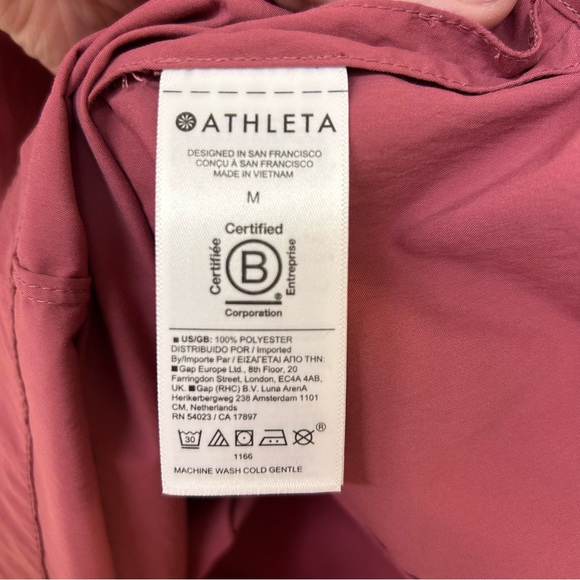 ATHLETA
DESIGNED IN SAN FRANCISCO
CONÇU À SAN FRANCISCO
MADE IN VIETNAM
M
Certified
Certifiée
B
Entreprise
®
Corporation
■ US/GB: 100% POLYESTER
DISTRIBUIDO POR / Imported
By/Importe Par / ΕΙΣΑΓΕΤΑΙ ΑΠΟ ΤΗΝ:
■ Gap Europe Ltd., 8th Floor, 20
Farringdon Street, London, EC4A 4AB,
UK. ■ Gap (RHC) B.V. Luna ArenA
Herikerbergweg 238 Amsterdam 1101
CM, Netherlands
RN 54023 / CA 17897
30 ®
1166
MACHINE WASH COLD GENTLE